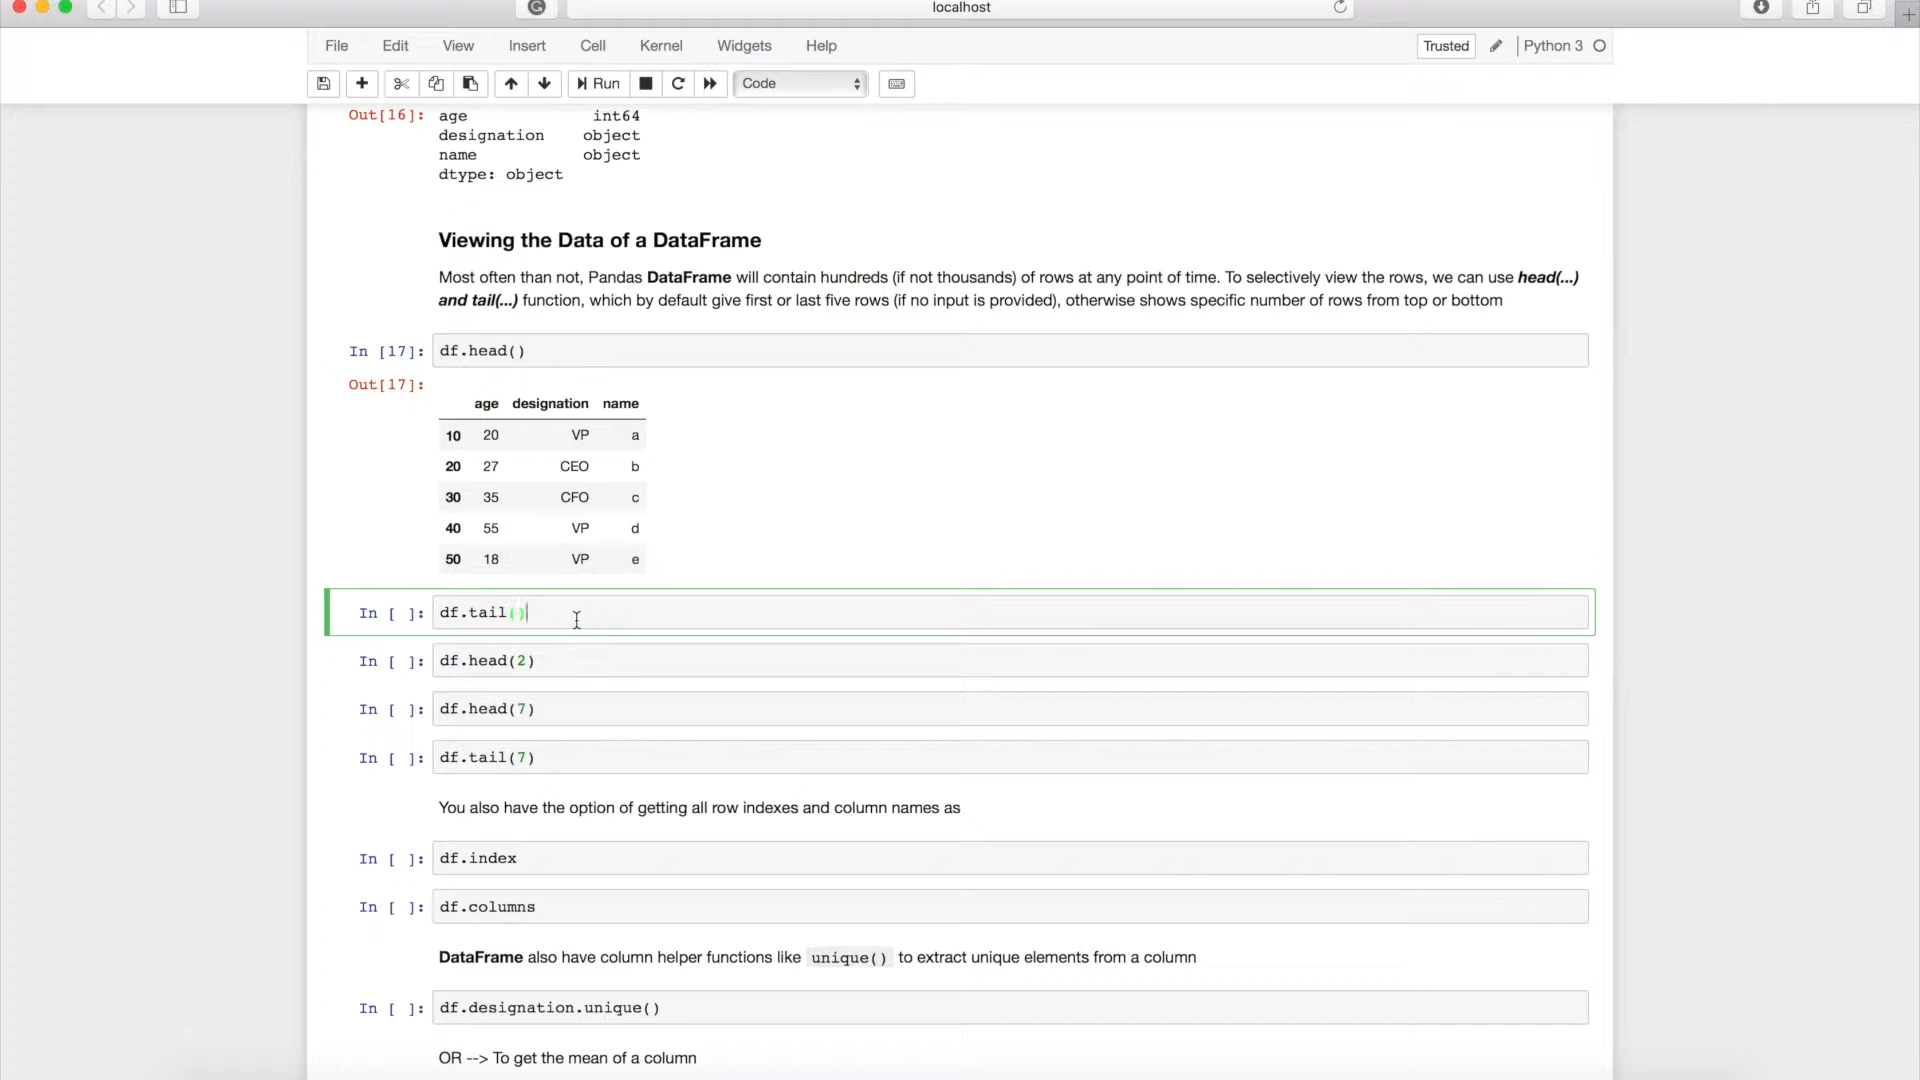 localhost
File Edit View Insert Cell Kernel Widgets Help Trusted Python 3
Run Code
Out[16]: age int64
designation object
name object
dtype: object
Viewing the Data of a DataFrame
Most often than not, Pandas DataFrame will contain hundreds (if not thousands) of rows at any point of time. To selectively view the rows, we can use head(...)
and tail(...) function, which by default give first or last five rows (if no input is provided), otherwise shows specific number of rows from top or bottom
In [17]: df.head()
Out[17]:
age designation name
10 20 VP a
20 27 CEO b
30 35 CFO c
40 55 VP d
50 18 VP e
In [ ]: df.tail()
In [ ]: df.head(2)
In [ ]: df.head(7)
In [ ]: df.tail(7)
You also have the option of getting all row indexes and column names as
In [ ]: df.index
In [ ]: df.columns
DataFrame also have column helper functions like unique() to extract unique elements from a column
In [ ]: df.designation.unique()
OR --> To get the mean of a column